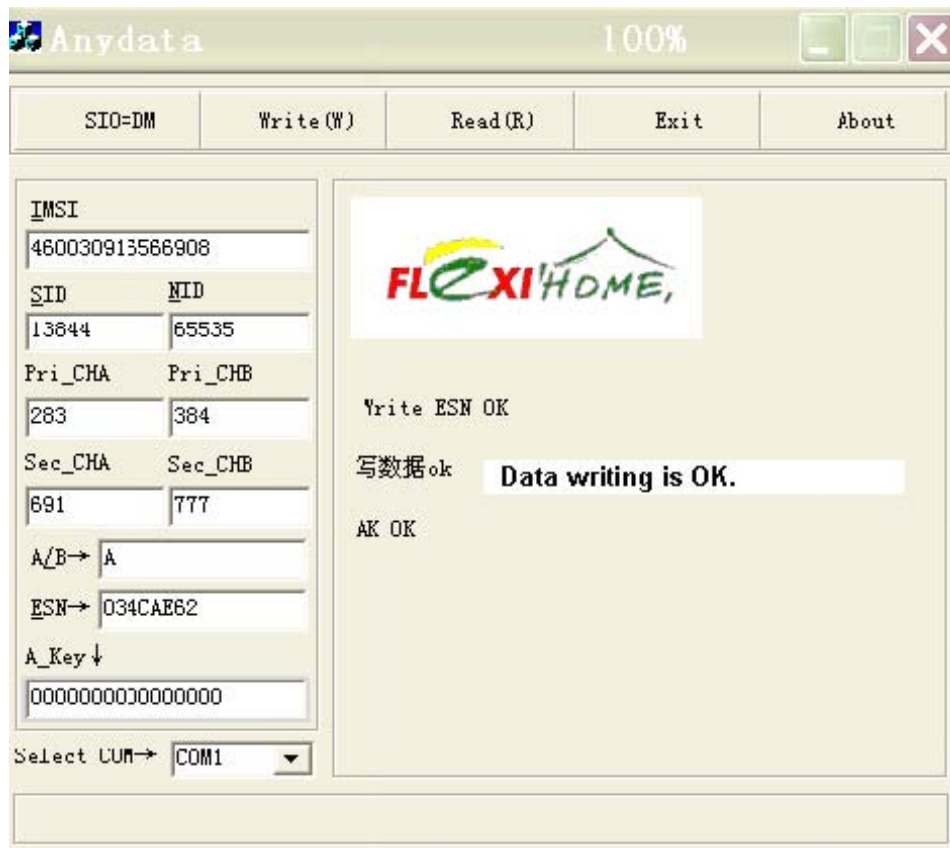 Anydata 100%
SIO=DM Write(W) Read(R) Exit About
IMSI
460030913566908
SID NID
13844 65535
Pri_CHA Pri_CHB
283 384
Sec_CHA Sec_CHB
691 777
A/B→ A
ESN→ 034CAE62
A_Key↓
0000000000000000
Select COM→ COM1
FLEXI'HOME,
Write ESN OK
写数据ok Data writing is OK.
AK OK